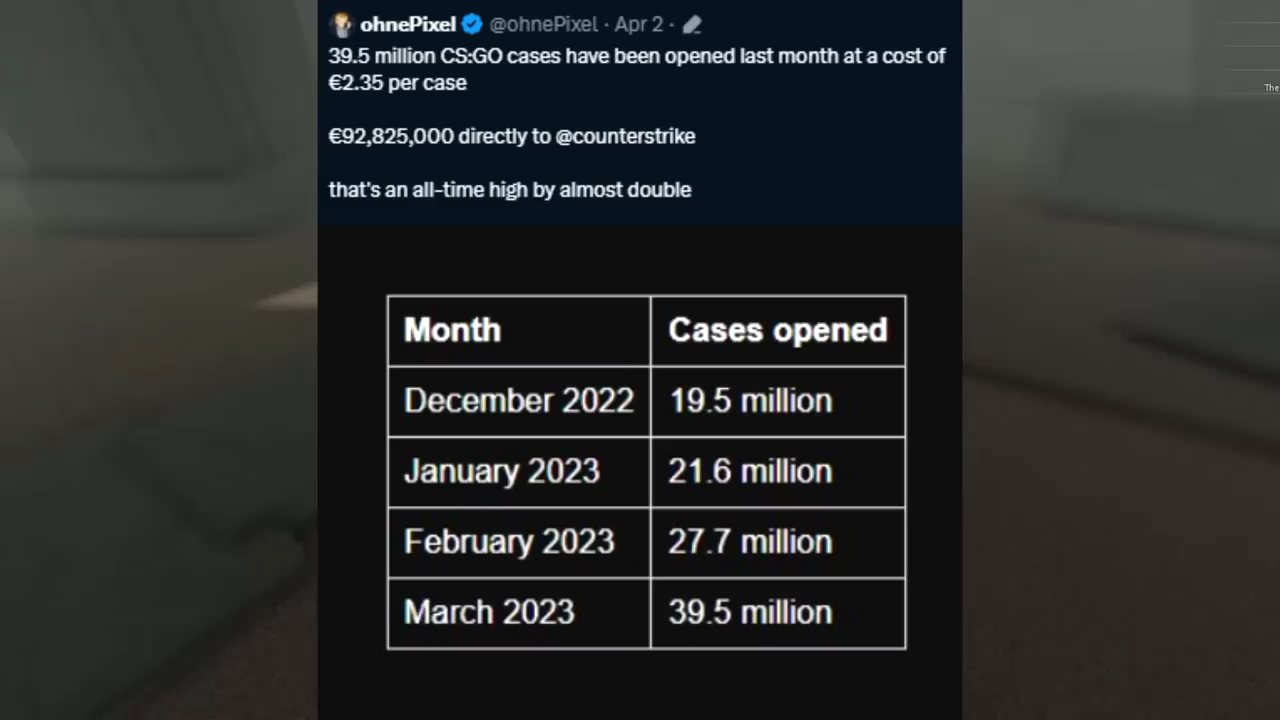 ohnePixel @ohnePixel · Apr 2 ·
The
39.5 million CS:GO cases have been opened last month at a cost of
€2.35 per case
€92,825,000 directly to @counterstrike
that's an all-time high by almost double
Month Cases opened
December 2022 19.5 million
January 2023 21.6 million
February 2023 27.7 million
March 2023 39.5 million